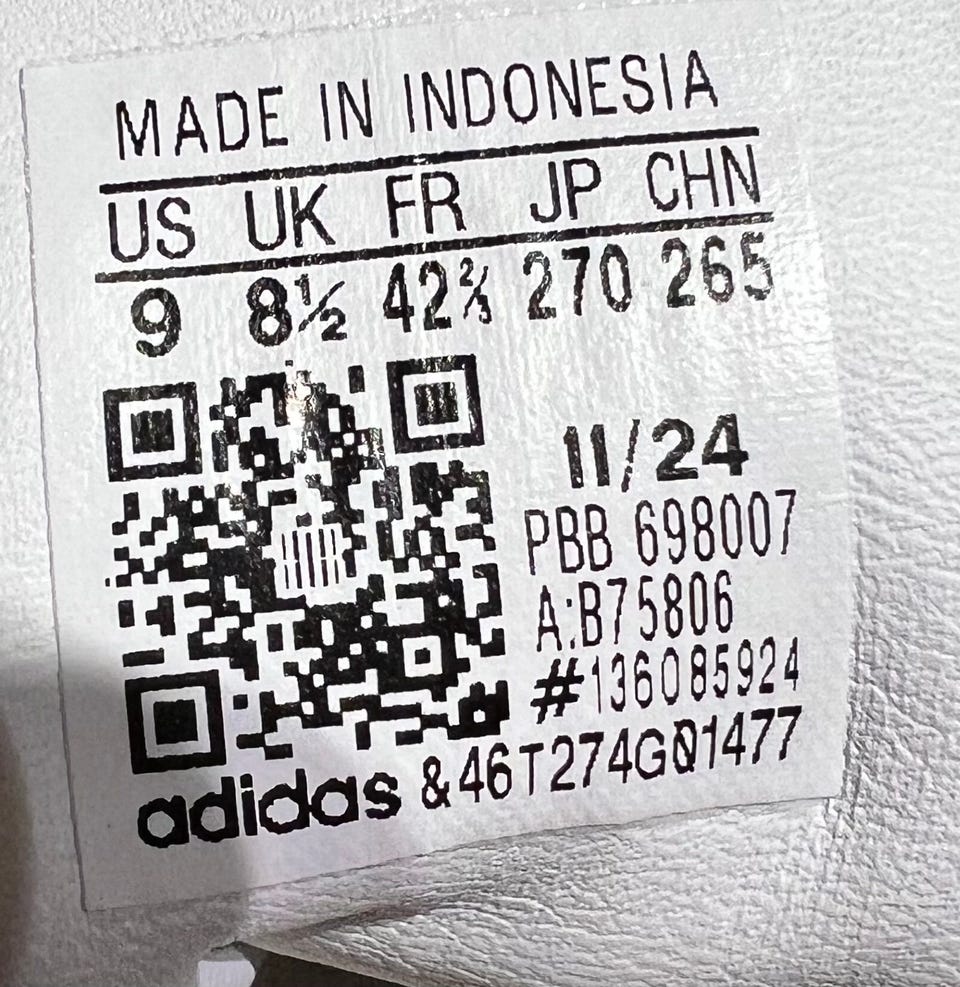 MADE IN INDONESIA
US UK FR JP CHN
9 8½ 42⅔ 270 265
11/24
PBB 698007
A:B75806
#136085924
adidas &46T274G01477